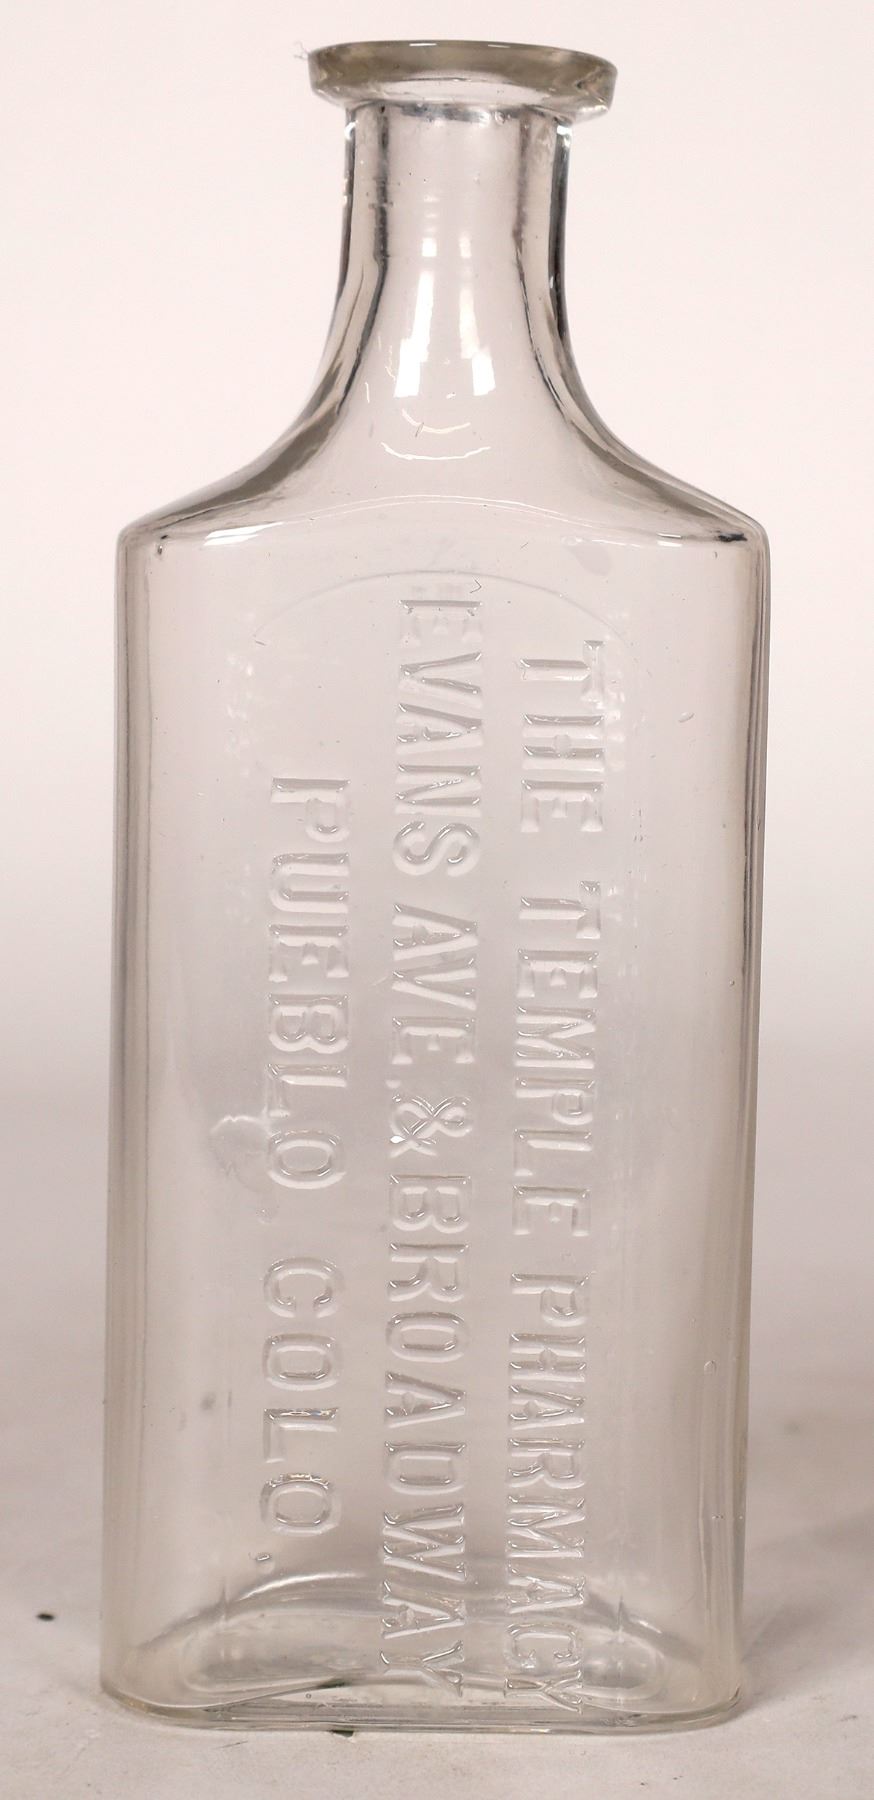 THE TEMPLE PHARMACY
EVANS AVE. & BROADWAY
PUEBLO COLO.